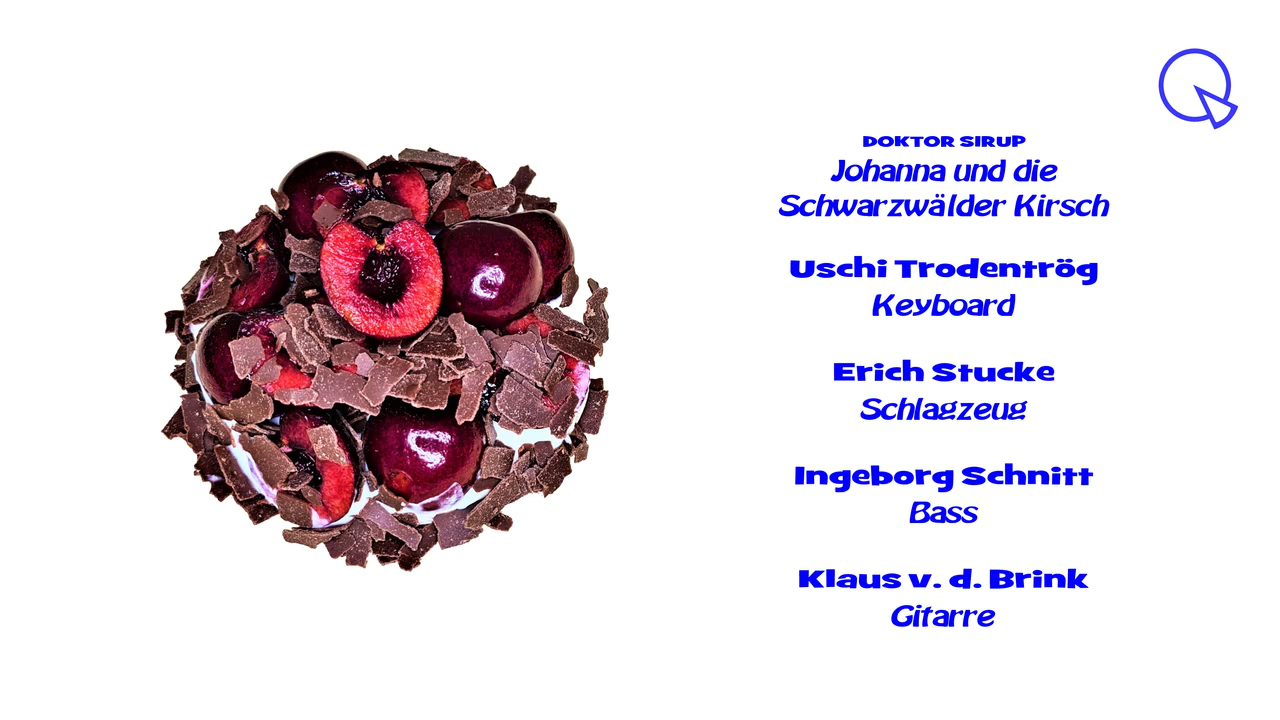 DOKTOR SIRUP
Johanna und die
Schwarzwälder Kirsch
Uschi Trodentrög
Keyboard
Erich Stucke
Schlagzeug
Ingeborg Schnitt
Bass
Klaus v. d. Brink
Gitarre